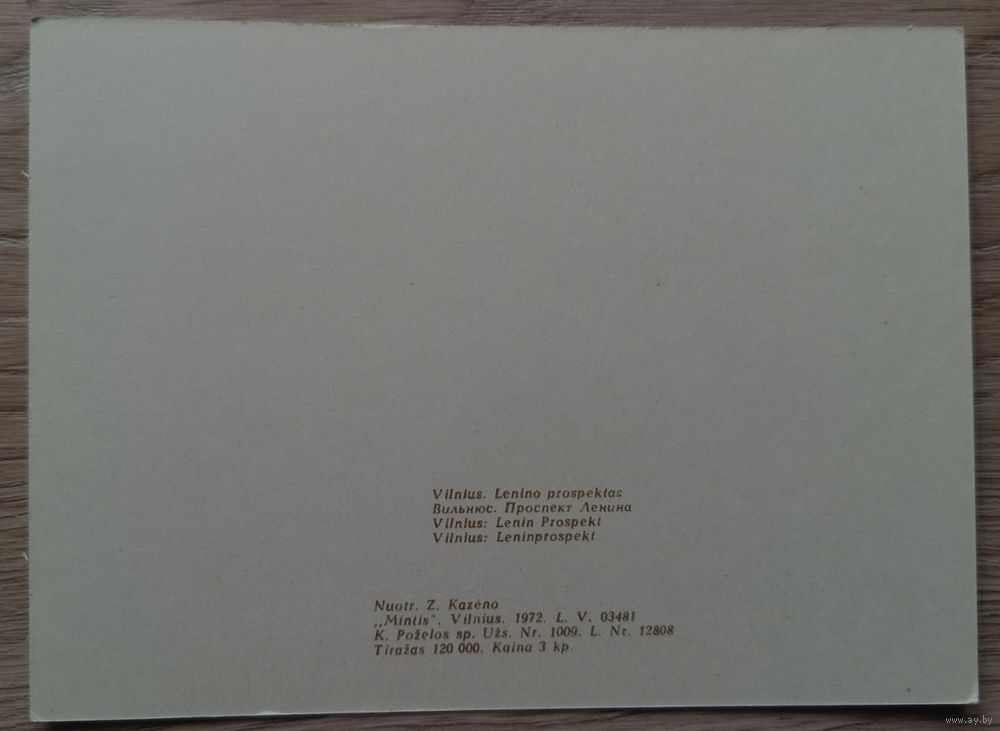 Vilnius. Lenino prospektas
Вильнюс. Проспект Ленина
Vilnius: Lenin Prospekt
Vilnius: Leninprospekt
Nuotr. Z. Kazėno
„Mintis“, Vilnius. 1972. L. V. 03481
K. Poželos sp. Užs. Nr. 1009. L. Nr. 12808
Tiražas 120 000. Kaina 3 kp.
www.ay.by